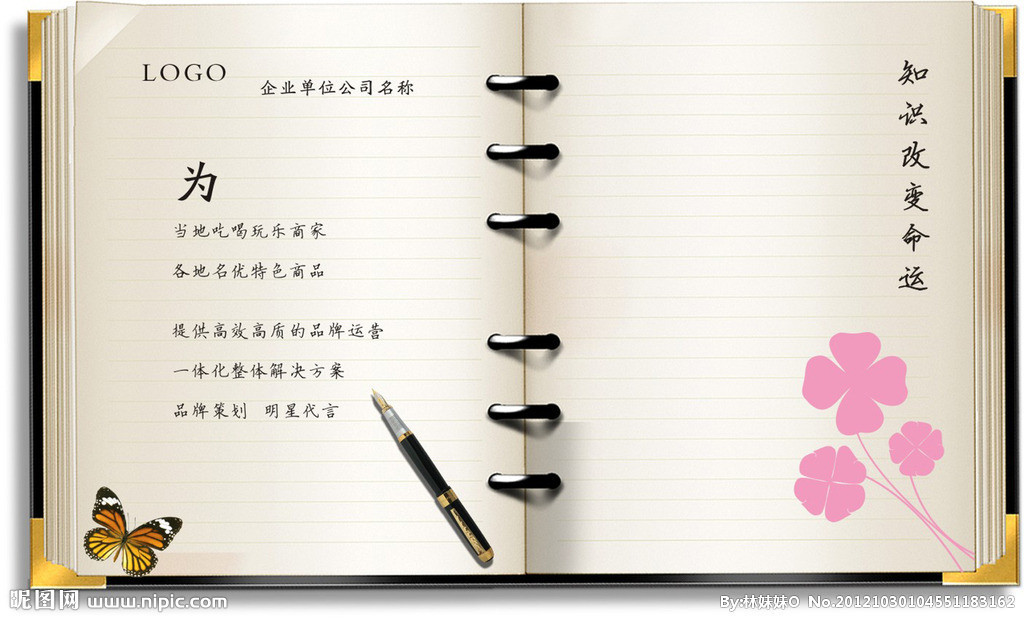 LOGO
企业单位公司名称
为
当地吃喝玩乐商家
各地名优特色商品
提供高效高质的品牌运营
一体化整体解决方案
品牌策划 明星代言
知识改变命运
昵图网 www.nipic.com
By:林妹妹O No.20121030104551183162